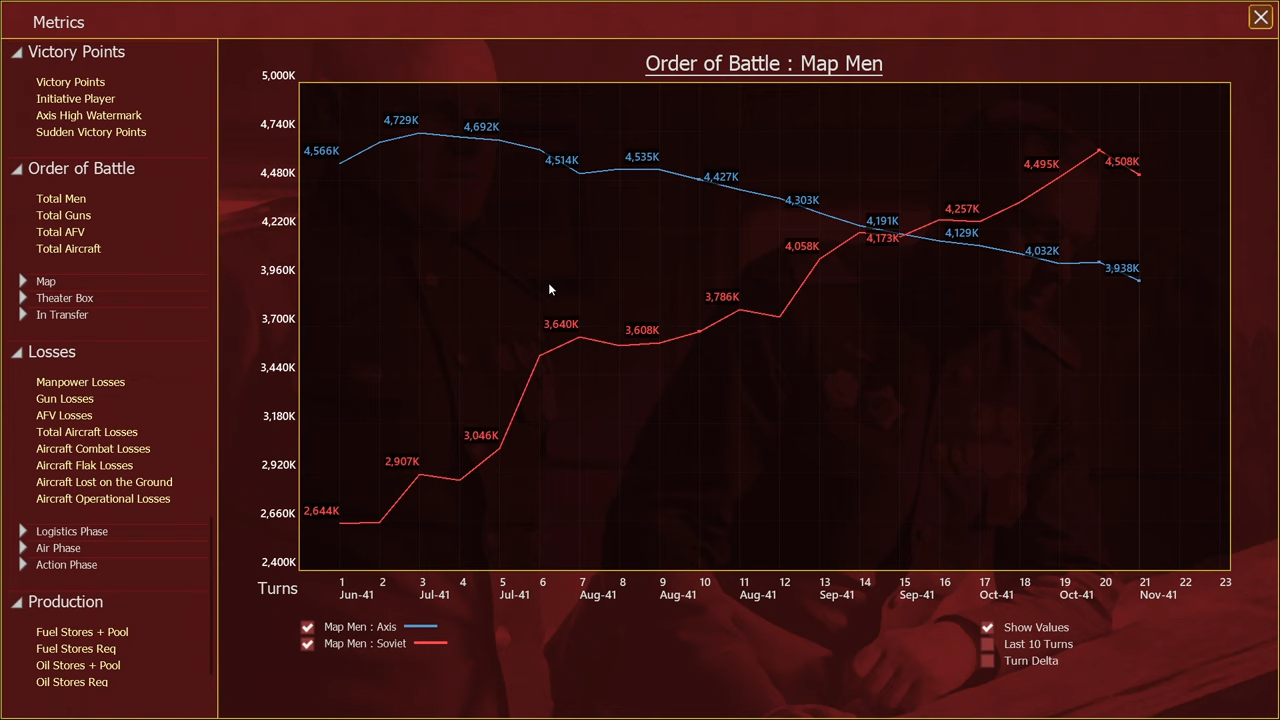 Metrics
Victory Points
Victory Points
Initiative Player
Axis High Watermark
Sudden Victory Points
Order of Battle
Total Men
Total Guns
Total AFV
Total Aircraft
Map
Theater Box
In Transfer
Losses
Manpower Losses
Gun Losses
AFV Losses
Total Aircraft Losses
Aircraft Combat Losses
Aircraft Flak Losses
Aircraft Lost on the Ground
Aircraft Operational Losses
Logistics Phase
Air Phase
Action Phase
Production
Fuel Stores + Pool
Fuel Stores Req
Oil Stores + Pool
Oil Stores Req
Order of Battle : Map Men
5,000K
4,740K
4,480K
4,220K
3,960K
3,700K
3,440K
3,180K
2,920K
2,660K
2,400K
4,566K
4,729K
4,692K
4,514K
4,535K
4,427K
4,303K
4,191K
4,129K
4,032K
3,938K
2,644K
2,907K
3,046K
3,640K
3,608K
3,786K
4,058K
4,173K
4,257K
4,495K
4,508K
Turns
1 2 3 4 5 6 7 8 9 10 11 12 13 14 15 16 17 18 19 20 21 22 23
Jun-41 Jul-41 Jul-41 Aug-41 Aug-41 Aug-41 Sep-41 Sep-41 Oct-41 Oct-41 Nov-41
Map Men : Axis
Map Men : Soviet
Show Values
Last 10 Turns
Turn Delta